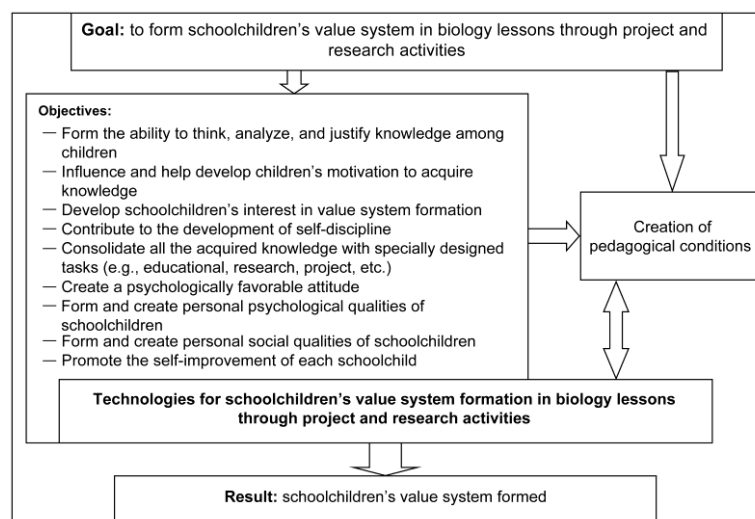 Goal: to form schoolchildren’s value system in biology lessons through project and
research activities
Objectives:
— Form the ability to think, analyze, and justify knowledge among
children
— Influence and help develop children’s motivation to acquire
knowledge
— Develop schoolchildren’s interest in value system formation
— Contribute to the development of self-discipline
— Consolidate all the acquired knowledge with specially designed
tasks (e.g., educational, research, project, etc.)
— Create a psychologically favorable attitude
— Form and create personal psychological qualities of
schoolchildren
— Form and create personal social qualities of schoolchildren
— Promote the self-improvement of each schoolchild
Creation of
pedagogical conditions
Technologies for schoolchildren’s value system formation in biology lessons
through project and research activities
Result: schoolchildren’s value system formed